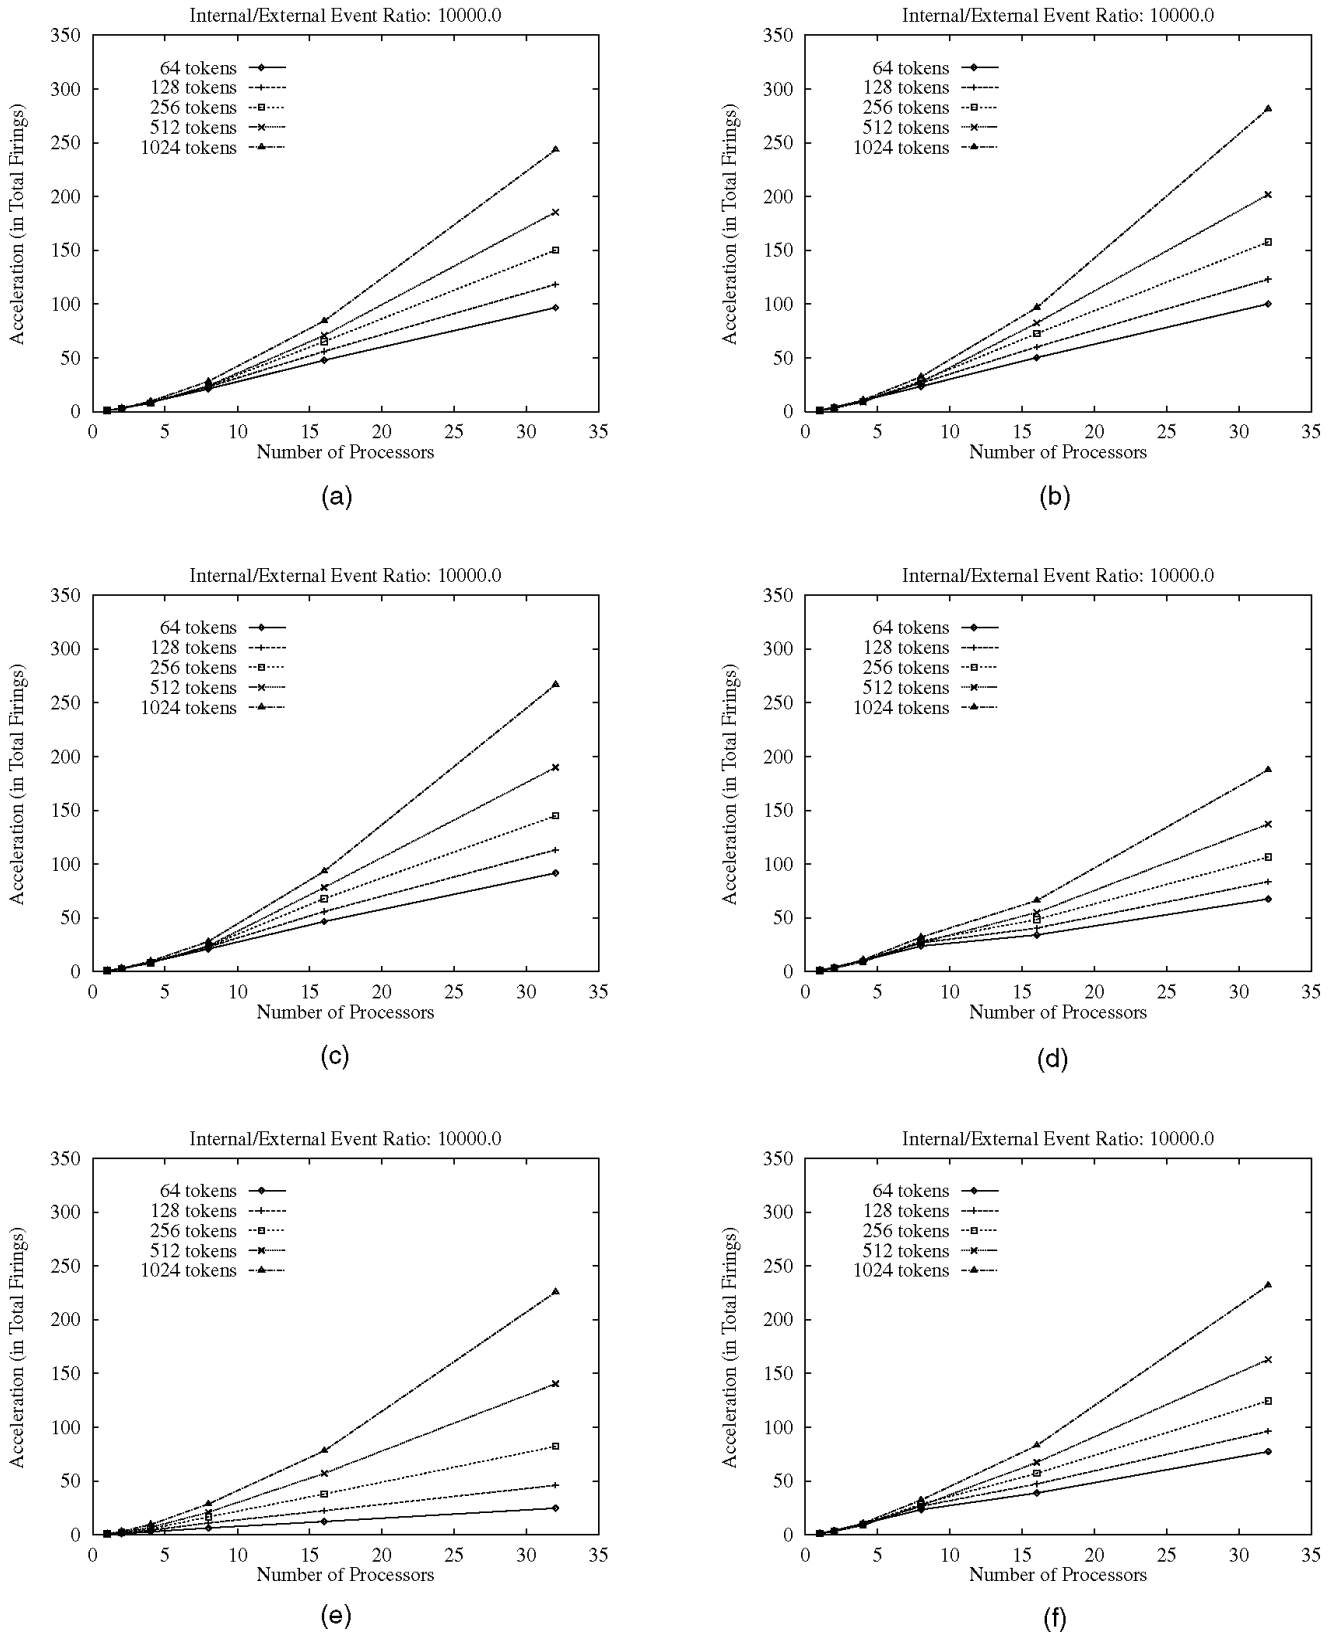 Internal/External Event Ratio: 10000.0
350
300
250
200
150
100
50
0
Acceleration (in Total Firings)
64 tokens
128 tokens
256 tokens
512 tokens
1024 tokens
0 5 10 15 20 25 30 35
Number of Processors
(a)
Internal/External Event Ratio: 10000.0
350
300
250
200
150
100
50
0
Acceleration (in Total Firings)
64 tokens
128 tokens
256 tokens
512 tokens
1024 tokens
0 5 10 15 20 25 30 35
Number of Processors
(b)
Internal/External Event Ratio: 10000.0
350
300
250
200
150
100
50
0
Acceleration (in Total Firings)
64 tokens
128 tokens
256 tokens
512 tokens
1024 tokens
0 5 10 15 20 25 30 35
Number of Processors
(c)
Internal/External Event Ratio: 10000.0
350
300
250
200
150
100
50
0
Acceleration (in Total Firings)
64 tokens
128 tokens
256 tokens
512 tokens
1024 tokens
0 5 10 15 20 25 30 35
Number of Processors
(d)
Internal/External Event Ratio: 10000.0
350
300
250
200
150
100
50
0
Acceleration (in Total Firings)
64 tokens
128 tokens
256 tokens
512 tokens
1024 tokens
0 5 10 15 20 25 30 35
Number of Processors
(e)
Internal/External Event Ratio: 10000.0
350
300
250
200
150
100
50
0
Acceleration (in Total Firings)
64 tokens
128 tokens
256 tokens
512 tokens
1024 tokens
0 5 10 15 20 25 30 35
Number of Processors
(f)